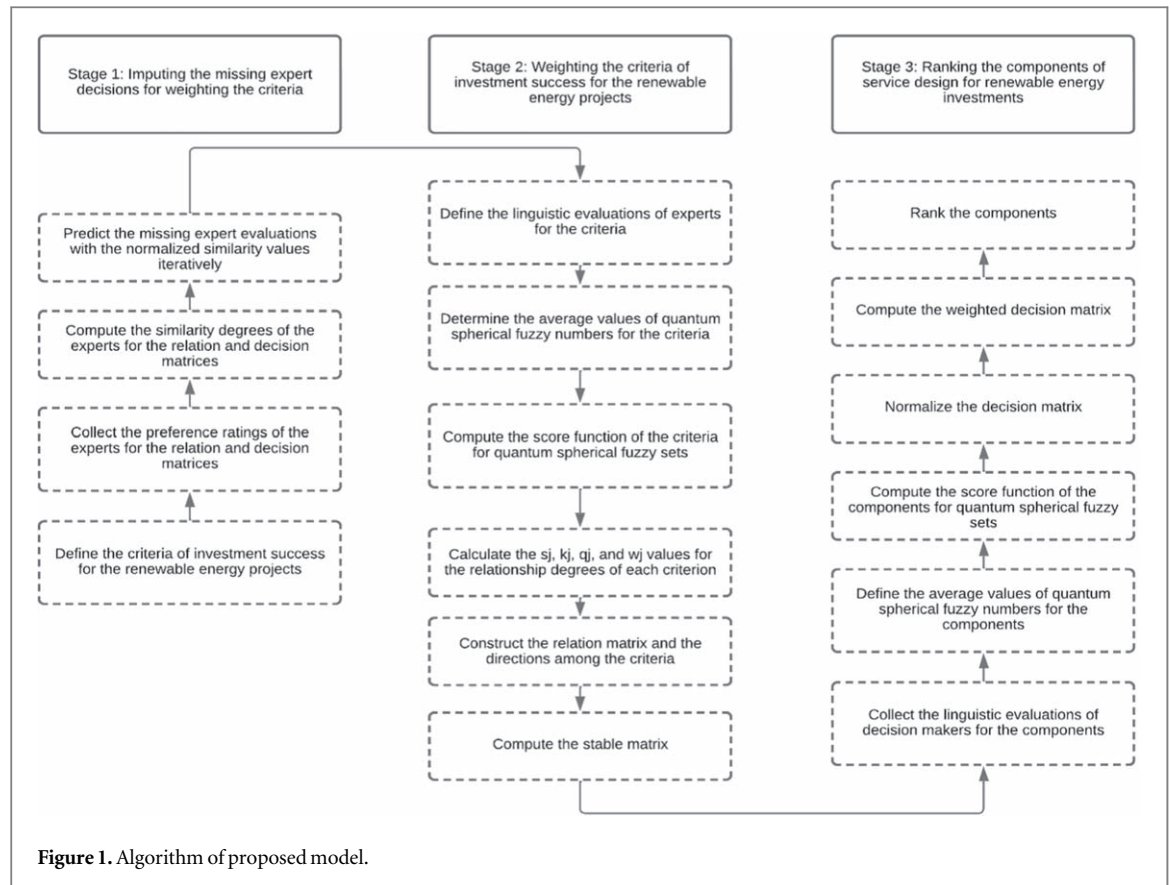 Stage 1: Imputing the missing expert
decisions for weighting the criteria
Stage 2: Weighting the criteria of
investment success for the renewable
energy projects
Stage 3: Ranking the components of
service design for renewable energy
investments
Predict the missing expert evaluations
with the normalized similarity values
iteratively
Compute the similarity degrees of the
experts for the relation and decision
matrices
Collect the preference ratings of the
experts for the relation and decision
matrices
Define the criteria of investment success
for the renewable energy projects
Define the linguistic evaluations of experts
for the criteria
Determine the average values of quantum
spherical fuzzy numbers for the criteria
Compute the score function of the criteria
for quantum spherical fuzzy sets
Calculate the sj, kj, qj, and wj values for
the relationship degrees of each criterion
Construct the relation matrix and the
directions among the criteria
Compute the stable matrix
Rank the components
Compute the weighted decision matrix
Normalize the decision matrix
Compute the score function of the
components for quantum spherical fuzzy
sets
Define the average values of quantum
spherical fuzzy numbers for the
components
Collect the linguistic evaluations of
decision makers for the components
Figure 1. Algorithm of proposed model.